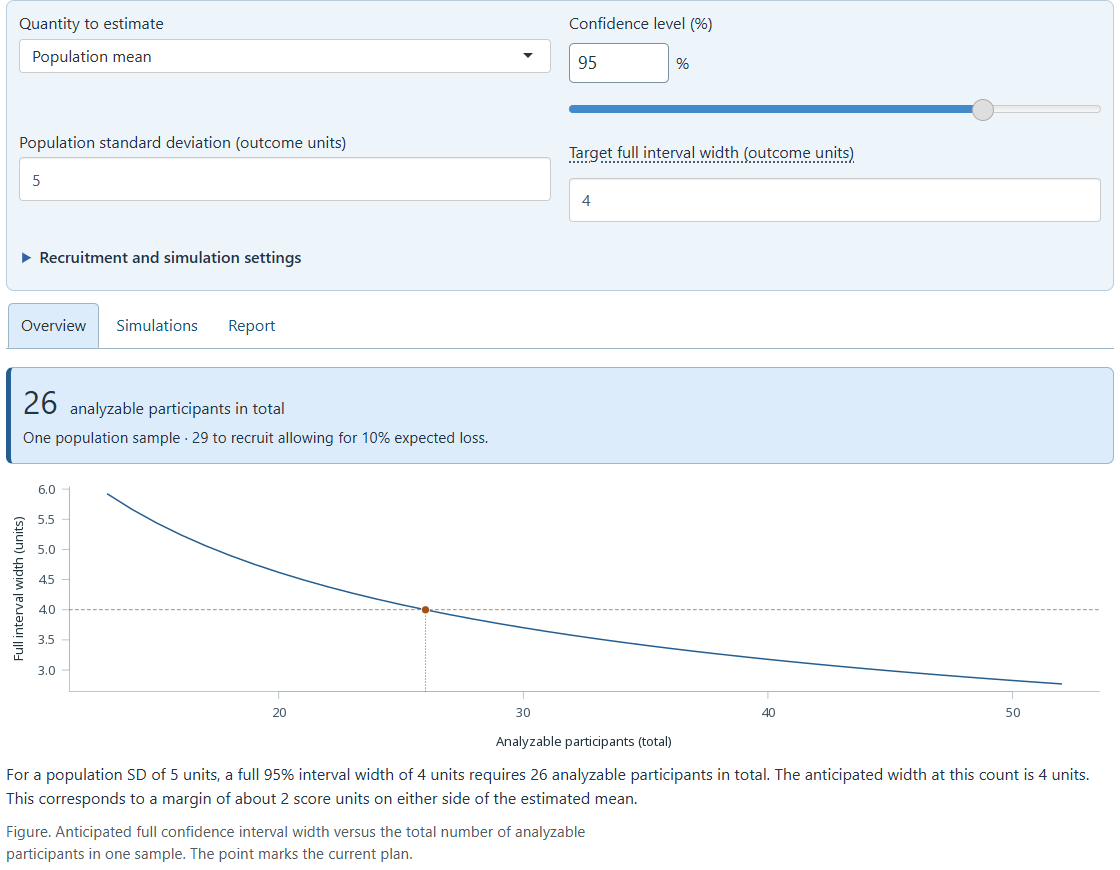 Quantity to estimate
Population mean
Confidence level (%)
95
%
Population standard deviation (outcome units)
5
Target full interval width (outcome units)
4
Recruitment and simulation settings
Overview
Simulations
Report
26 analyzable participants in total
One population sample · 29 to recruit allowing for 10% expected loss.
Full interval width (units)
6.0
5.5
5.0
4.5
4.0
3.5
3.0
20
30
40
50
Analyzable participants (total)
For a population SD of 5 units, a full 95% interval width of 4 units requires 26 analyzable participants in total. The anticipated width at this count is 4 units.
This corresponds to a margin of about 2 score units on either side of the estimated mean.
Figure. Anticipated full confidence interval width versus the total number of analyzable
participants in one sample. The point marks the current plan.